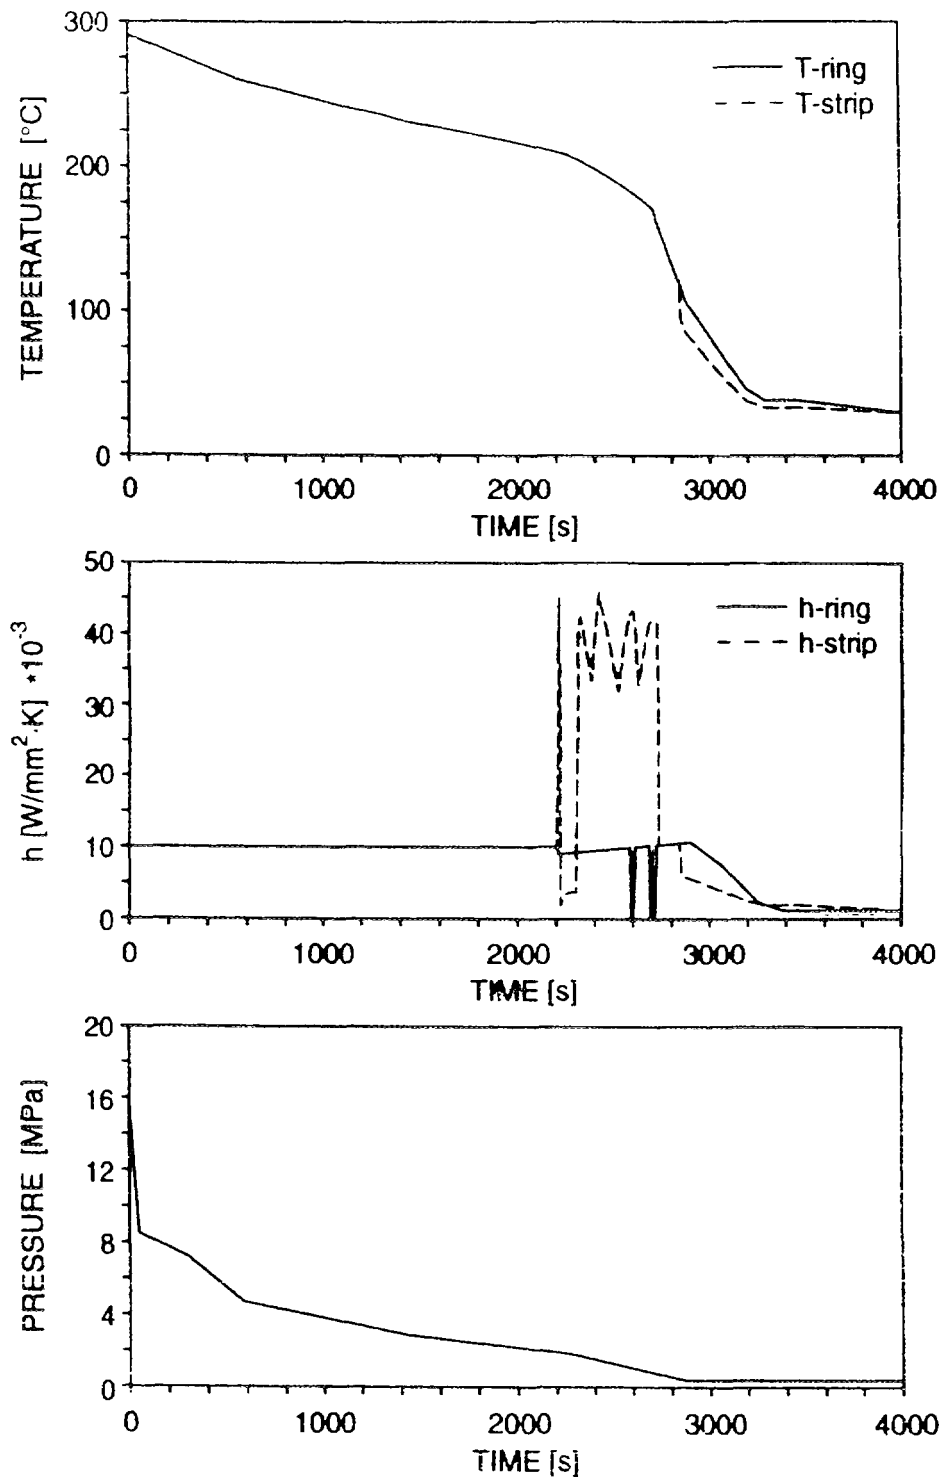 300
200
100
0
TEMPERATURE [°C]
T-ring
T-strip
0 1000 2000 3000 4000
TIME [s]
50
40
30
20
10
0
h [W/mm²·K] *10⁻³
h-ring
h-strip
0 1000 2000 3000 4000
TIME [s]
20
16
12
8
4
0
PRESSURE [MPa]
0 1000 2000 3000 4000
TIME [s]